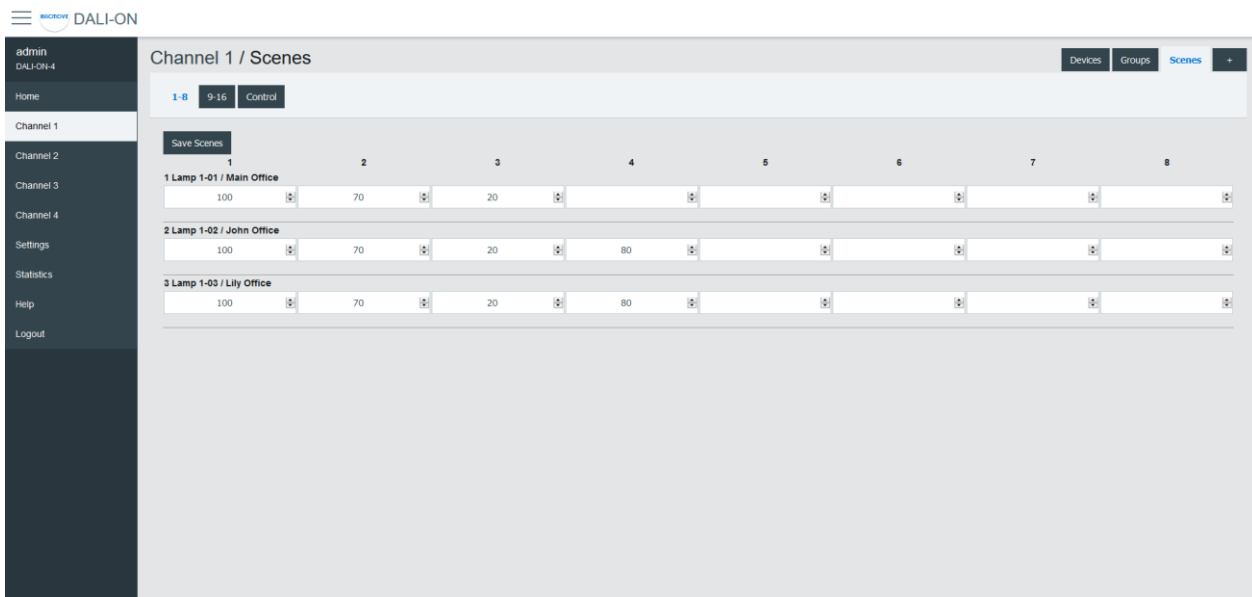 DALI-ON
admin
DALI-ON-4
Home
Channel 1
Channel 2
Channel 3
Channel 4
Settings
Statistics
Help
Logout
Channel 1 / Scenes
Devices Groups Scenes +
1-8 9-16 Control
Save Scenes
1 2 3 4 5 6 7 8
1 Lamp 1-01 / Main Office
100 70 20
2 Lamp 1-02 / John Office
100 70 20 80
3 Lamp 1-03 / Lily Office
100 70 20 80